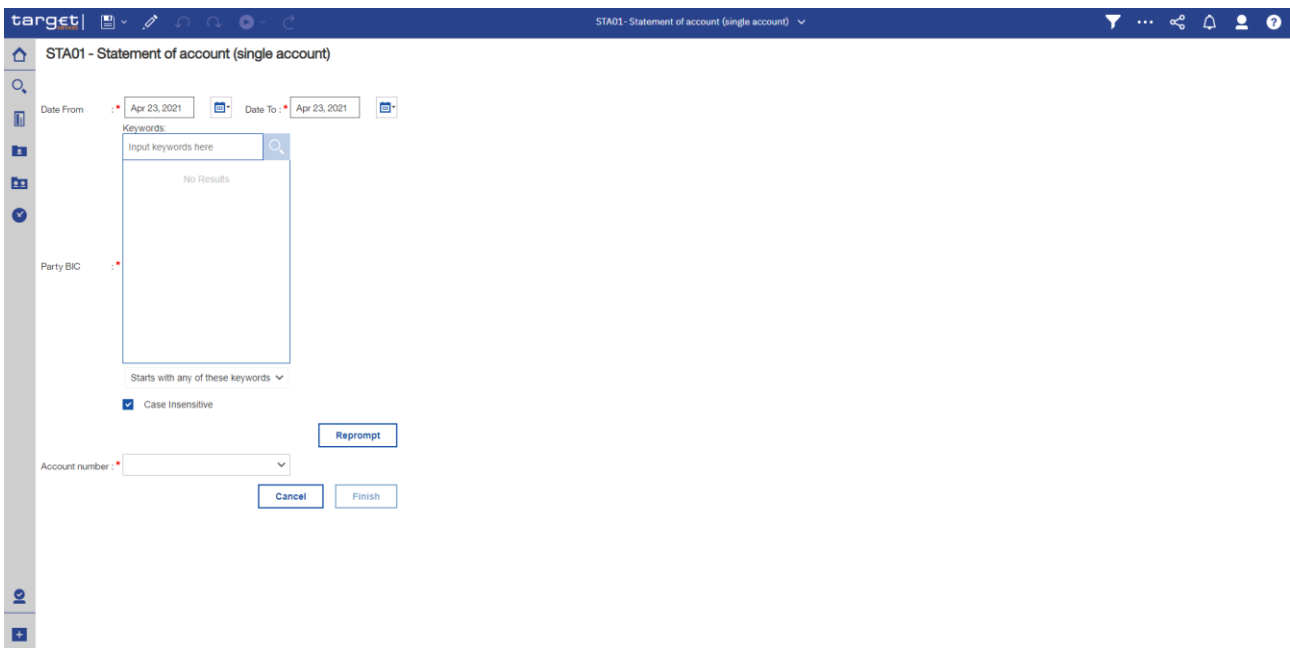 target|
services
STA01- Statement of account (single account)
STA01 - Statement of account (single account)
Date From :* Apr 23, 2021 Date To : * Apr 23, 2021
Keywords:
Input keywords here
No Results
Party BIC :*
Starts with any of these keywords
Case Insensitive
Reprompt
Account number : *
Cancel Finish